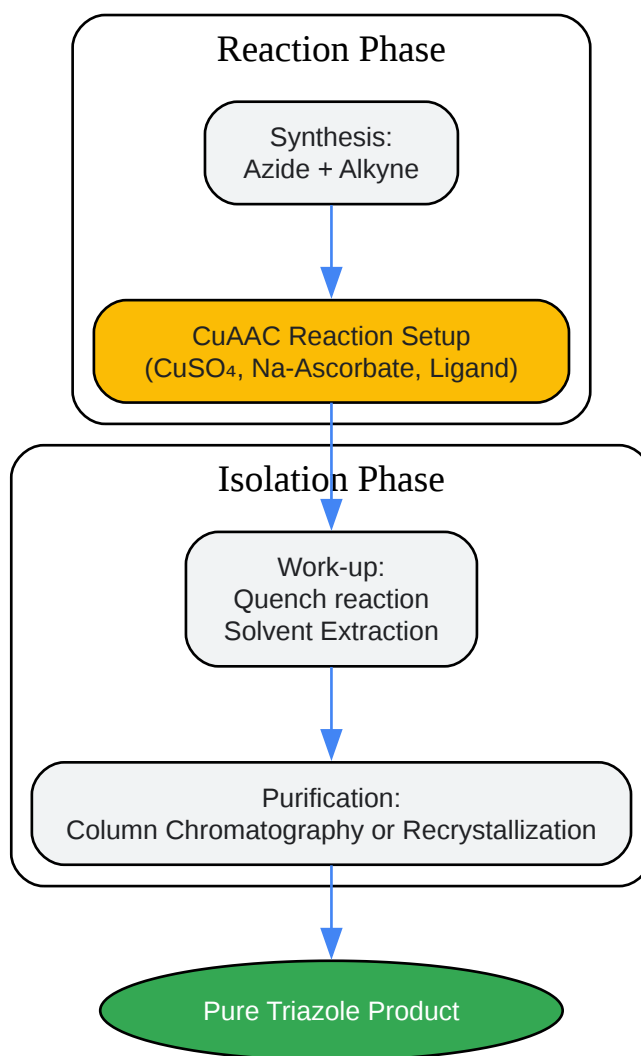 Reaction Phase
Synthesis:
Azide + Alkyne
CuAAC Reaction Setup
(CuSO₄, Na-Ascorbate, Ligand)
Isolation Phase
Work-up:
Quench reaction
Solvent Extraction
Purification:
Column Chromatography or Recrystallization
Pure Triazole Product